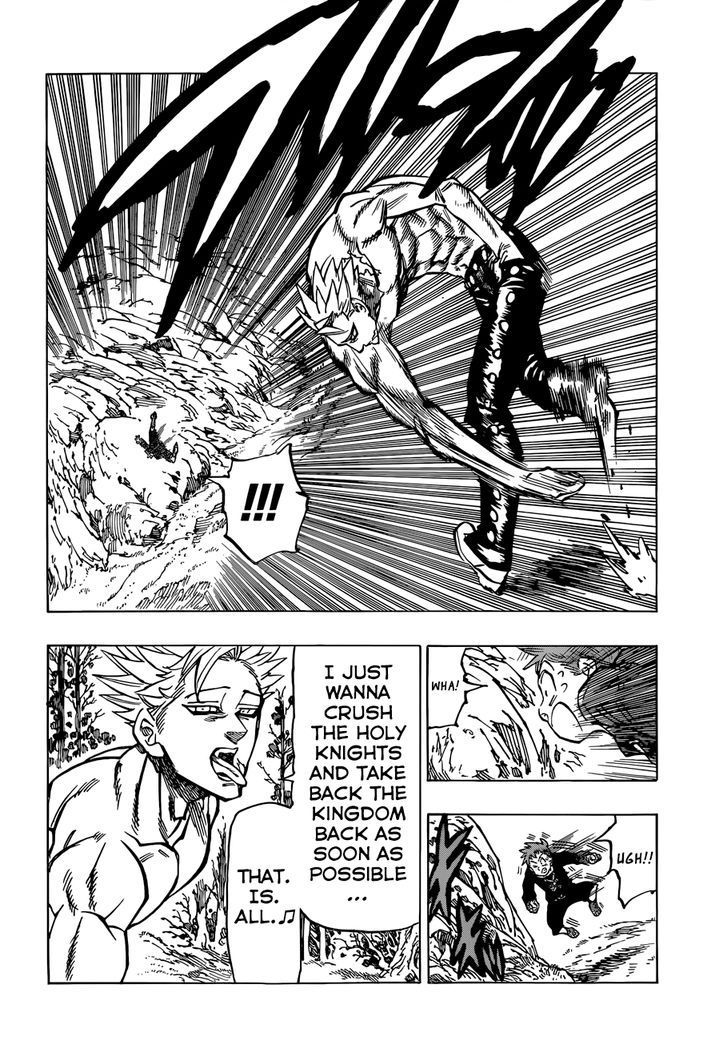 !!!
WHA!
UGH!!
I JUST
WANNA
CRUSH
THE HOLY
KNIGHTS
AND TAKE
BACK THE
KINGDOM
BACK AS
SOON AS
POSSIBLE
...
THAT.
IS.
ALL.♫